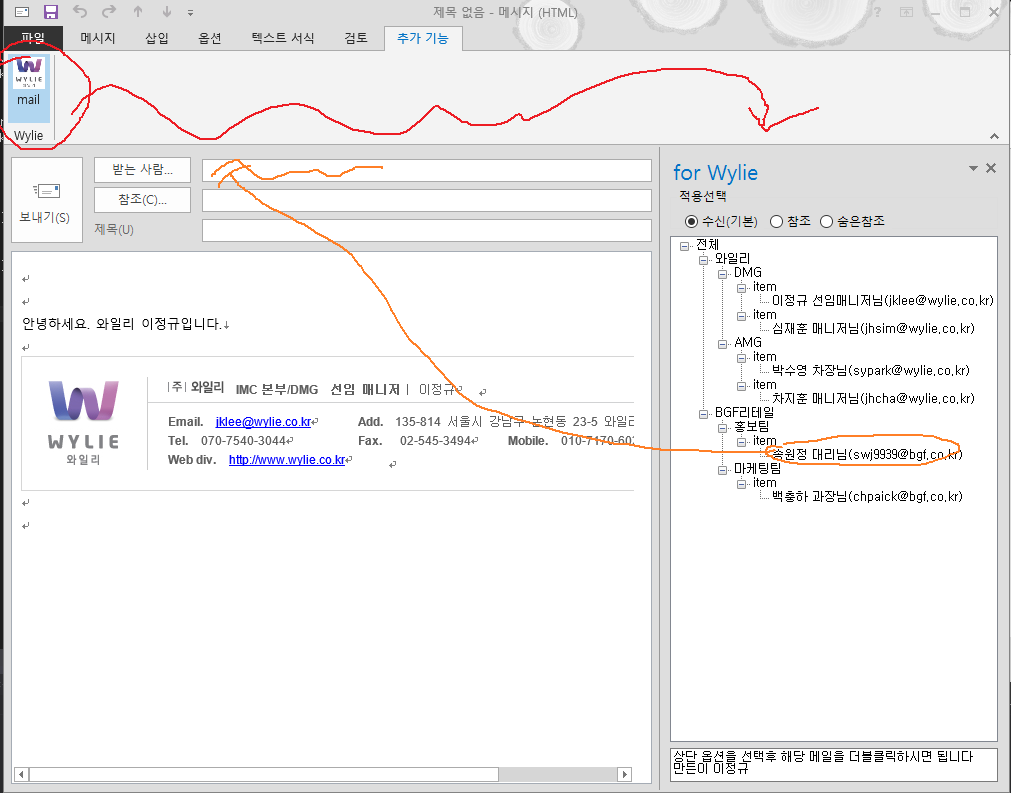 제목 없음 - 메시지 (HTML)
파일 메시지 삽입 옵션 텍스트 서식 검토 추가 기능
WYLIE
mail
Wylie
보내기(S)
받는 사람...
참조(C)...
제목(U)
안녕하세요. 와일리 이정규입니다.
WYLIE
와일리
|주| 와일리 IMC 본부/DMG 선임 매니저 | 이정규
Email. jklee@wylie.co.kr Add. 135-814 서울시 강남구 논현동 23-5 와일리
Tel. 070-7540-3044 Fax. 02-545-3494 Mobile. 010-7170-60
Web div. http://www.wylie.co.kr
for Wylie
적용선택
수신(기본) 참조 숨은참조
전체
와일리
DMG
item
이정규 선임매니저님(jklee@wylie.co.kr)
item
심재훈 매니저님(jhsim@wylie.co.kr)
AMG
item
박수영 차장님(sypark@wylie.co.kr)
item
차지훈 매니저님(jhcha@wylie.co.kr)
BGF리테일
홍보팀
item
송원정 대리님(swj9939@bgf.co.kr)
마케팅팀
item
백충하 과장님(chpaick@bgf.co.kr)
상단 옵션을 선택후 해당 메일을 더블클릭하시면 됩니다
만든이 이정규